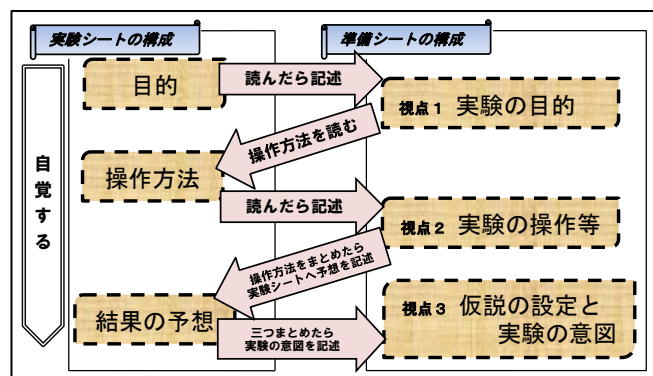 実験シートの構成
準備シートの構成
自覚する
目的
読んだら記述
視点1 実験の目的
操作方法を読む
操作方法
読んだら記述
視点2 実験の操作等
操作方法をまとめたら
実験シートへ予想を記述
結果の予想
三つまとめたら
実験の意図を記述
視点3 仮説の設定と
実験の意図